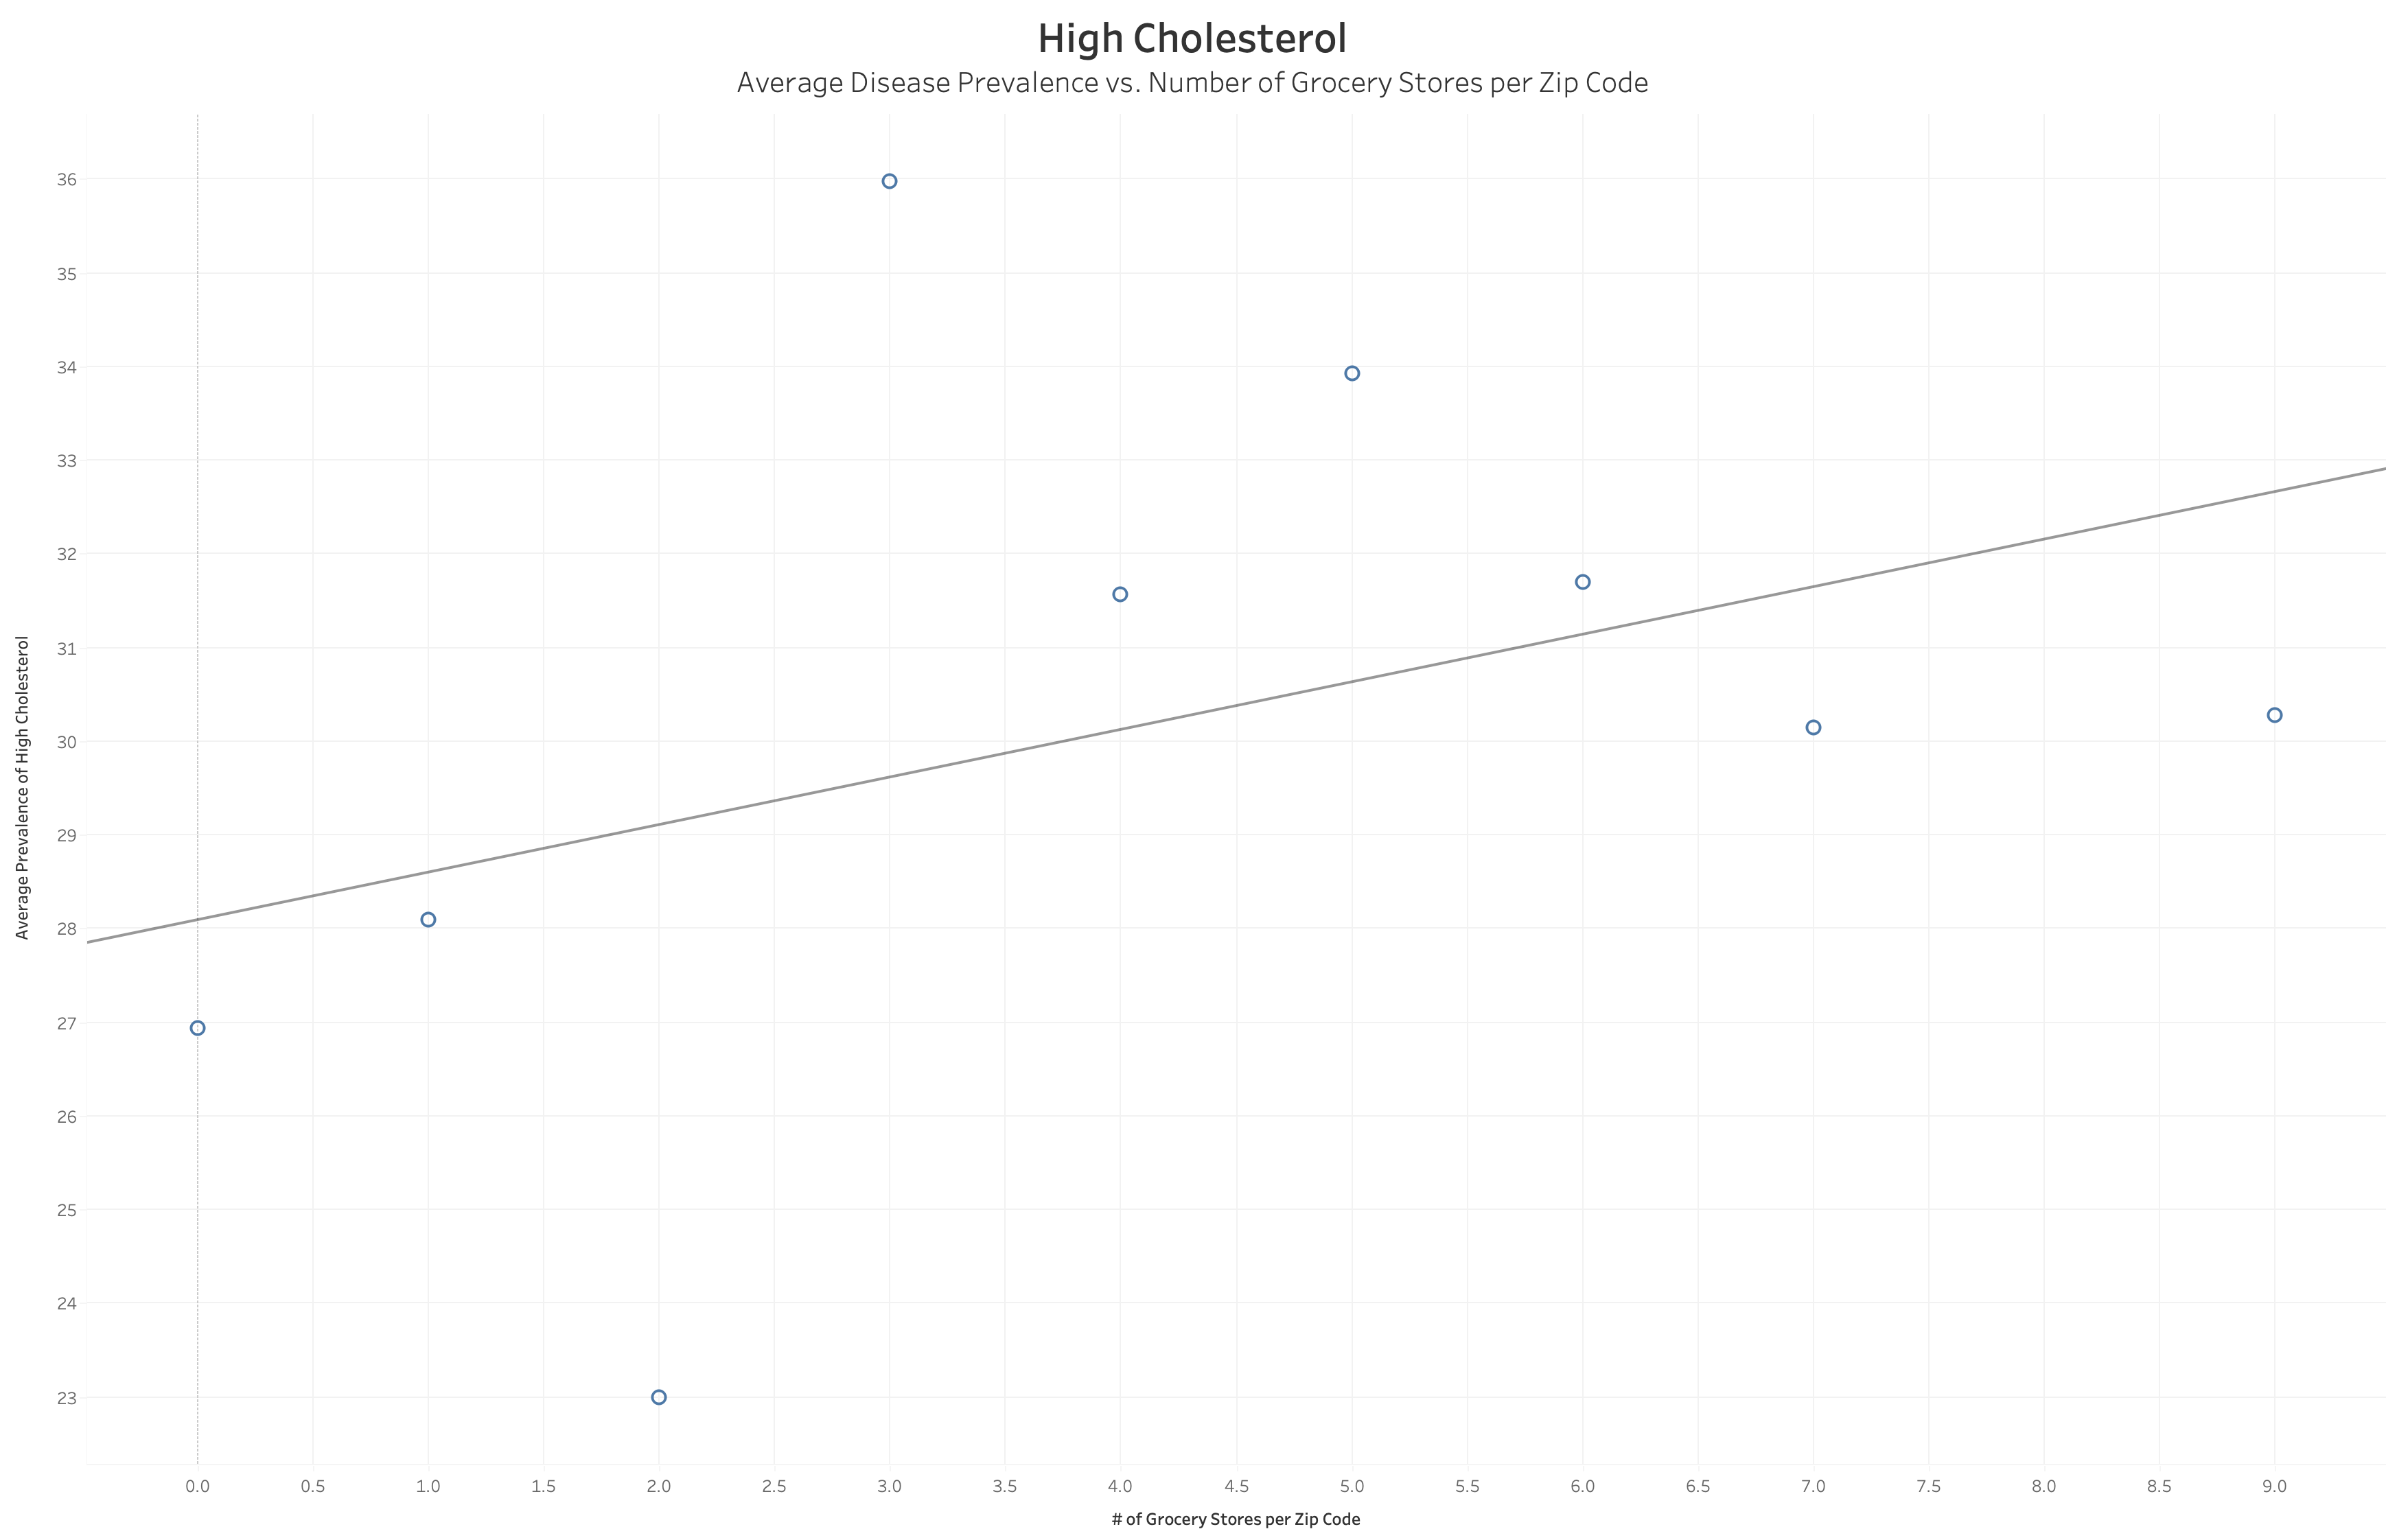 High Cholesterol
Average Disease Prevalence vs. Number of Grocery Stores per Zip Code
36
35
34
33
32
31
30
29
28
27
26
25
24
23
Average Prevalence of High Cholesterol
0.0 0.5 1.0 1.5 2.0 2.5 3.0 3.5 4.0 4.5 5.0 5.5 6.0 6.5 7.0 7.5 8.0 8.5 9.0
# of Grocery Stores per Zip Code